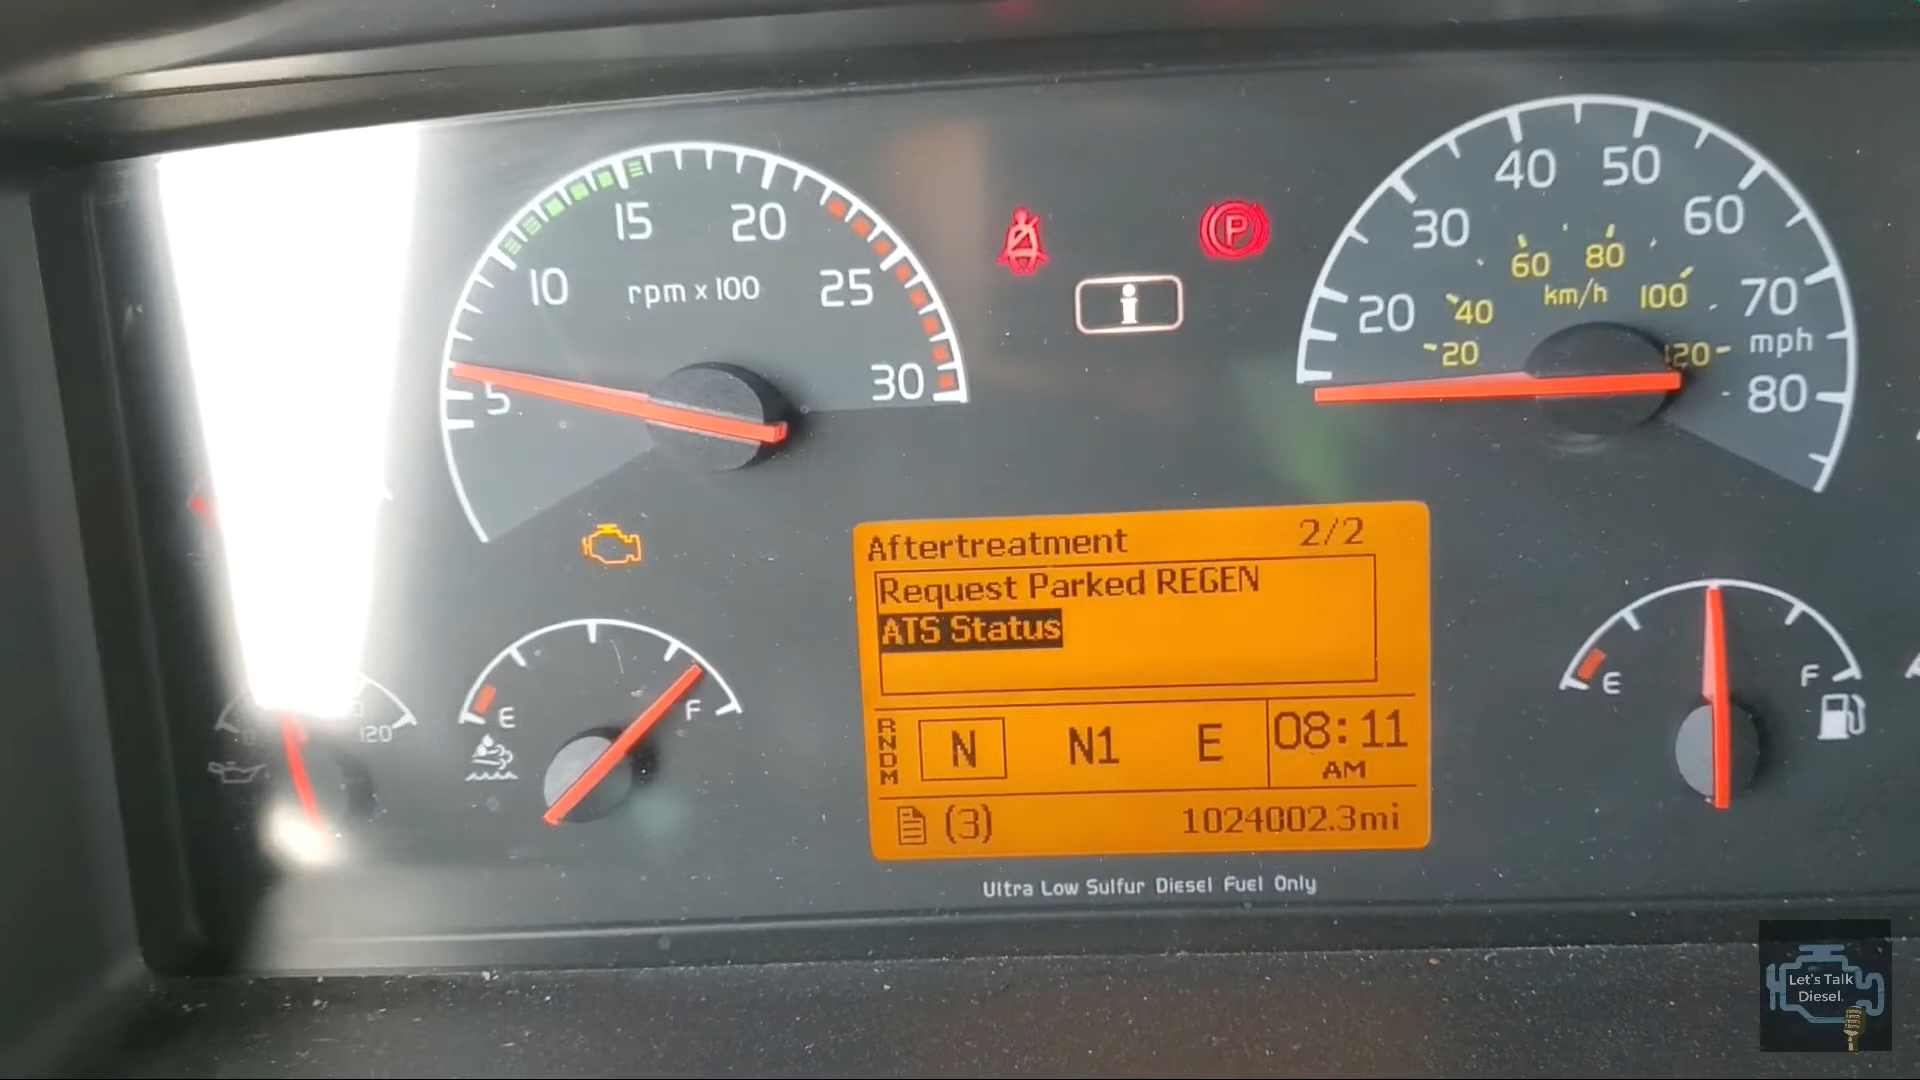 5
10
15
20
25
30
rpm x 100
P
i
20
30
40
50
60
70
80
mph
20
40
60
80
100
120
km/h
120
E
F
E
F
Aftertreatment 2/2
Request Parked REGEN
ATS Status
RNDM
N N1 E 08:11
AM
(3) 1024002.3mi
Ultra Low Sulfur Diesel Fuel Only
Let's Talk
Diesel.